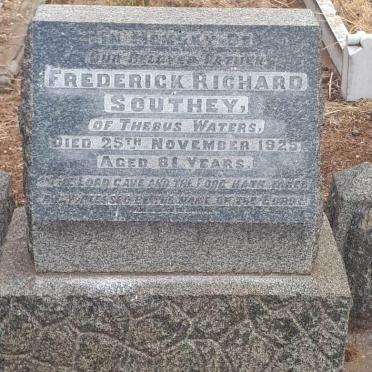 IN MEMORY OF
OUR BELOVED FATHER,
FREDERICK RICHARD
SOUTHEY,
OF THEBUS WATERS,
DIED 25TH NOVEMBER 1925,
AGED 81 YEARS.
THE LORD GAVE AND THE LORD HATH TAKEN
AWAY BLESSED BE THE NAME OF THE LORD.